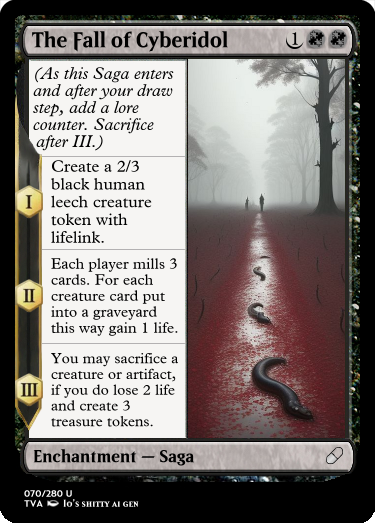 The Fall of Cyberidol 1
(As this Saga enters
and after your draw
step, add a lore
counter. Sacrifice
after III.)
I
Create a 2/3
black human
leech creature
token with
lifelink.
II
Each player mills 3
cards. For each
creature card put
into a graveyard
this way gain 1 life.
III
You may sacrifice a
creature or artifact,
if you do lose 2 life
and create 3
treasure tokens.
Enchantment — Saga
070/280 U
TVA Io's shitty ai gen